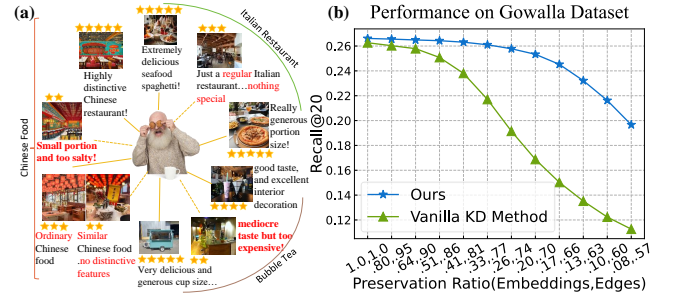 (a)
Italian Restaurant
Extremely
delicious
seafood
spaghetti!
Just a regular Italian
restaurant…nothing
special
Highly
distinctive
Chinese
restaurant!
Really
generous
portion
size!
Chinese Food
Small portion
and too salty!
good taste,
and excellent
interior
decoration
Ordinary
Chinese
food
Similar
Chinese food
.no distinctive
features
mediocre
taste but too
expensive!
Very delicious and
generous cup size…
Bubble Tea
(b)
Performance on Gowalla Dataset
Recall@20
0.26
0.24
0.22
0.20
0.18
0.16
0.14
0.12
Ours
Vanilla KD Method
1.0,1.0
.80,.95
.64,.90
.51,.86
.41,.81
.33,.77
.26,.74
.20,.70
.17,.66
.13,.63
.10,.60
.08,.57
Preservation Ratio(Embeddings,Edges)